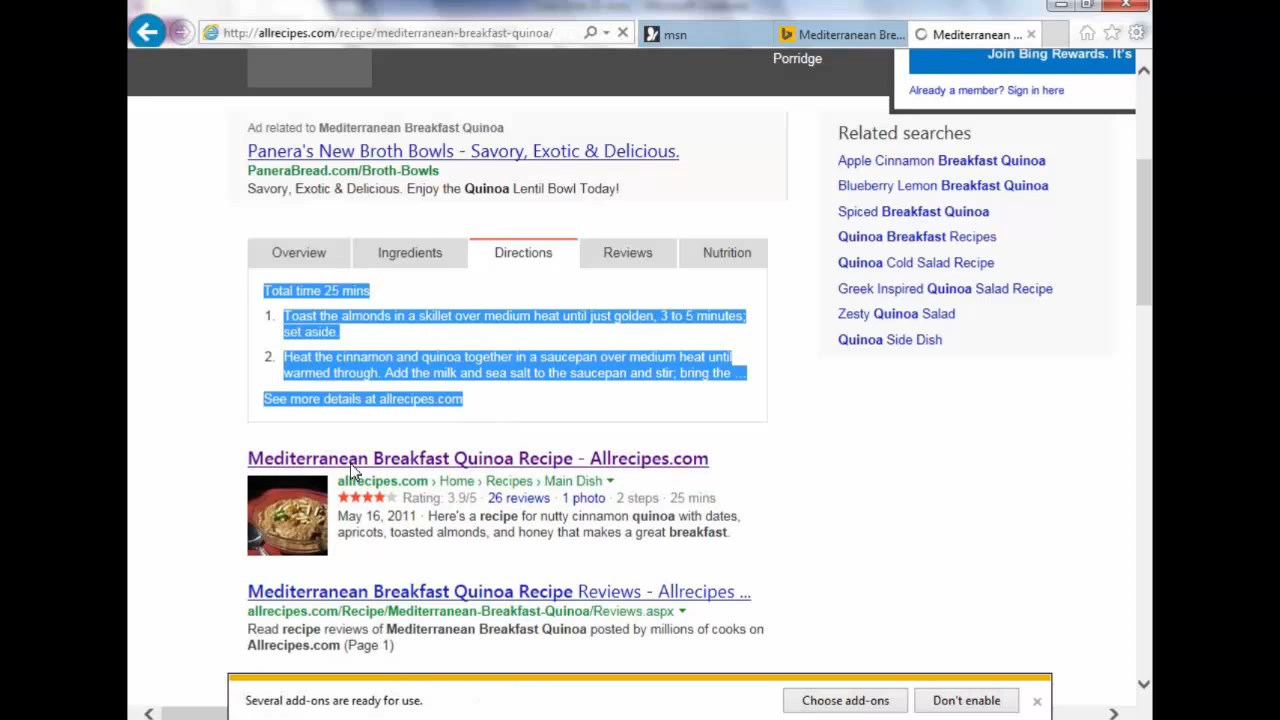 http://allrecipes.com/recipe/mediterranean-breakfast-quinoa/
msn
Mediterranean Bre...
Mediterranean ...
Porridge
Join Bing Rewards. It's
Already a member? Sign in here
Ad related to Mediterranean Breakfast Quinoa
Panera's New Broth Bowls - Savory, Exotic & Delicious.
PaneraBread.com/Broth-Bowls
Savory, Exotic & Delicious. Enjoy the Quinoa Lentil Bowl Today!
Related searches
Apple Cinnamon Breakfast Quinoa
Blueberry Lemon Breakfast Quinoa
Spiced Breakfast Quinoa
Quinoa Breakfast Recipes
Quinoa Cold Salad Recipe
Greek Inspired Quinoa Salad Recipe
Zesty Quinoa Salad
Quinoa Side Dish
Overview
Ingredients
Directions
Reviews
Nutrition
Total time 25 mins
1. Toast the almonds in a skillet over medium heat until just golden, 3 to 5 minutes;
set aside.
2. Heat the cinnamon and quinoa together in a saucepan over medium heat until
warmed through. Add the milk and sea salt to the saucepan and stir; bring the ...
See more details at allrecipes.com
Mediterranean Breakfast Quinoa Recipe - Allrecipes.com
allrecipes.com › Home › Recipes › Main Dish
Rating: 3.9/5 · 26 reviews · 1 photo · 2 steps · 25 mins
May 16, 2011 · Here's a recipe for nutty cinnamon quinoa with dates,
apricots, toasted almonds, and honey that makes a great breakfast.
Mediterranean Breakfast Quinoa Recipe Reviews - Allrecipes ...
allrecipes.com/Recipe/Mediterranean-Breakfast-Quinoa/Reviews.aspx
Read recipe reviews of Mediterranean Breakfast Quinoa posted by millions of cooks on
Allrecipes.com (Page 1)
Several add-ons are ready for use.
Choose add-ons
Don't enable